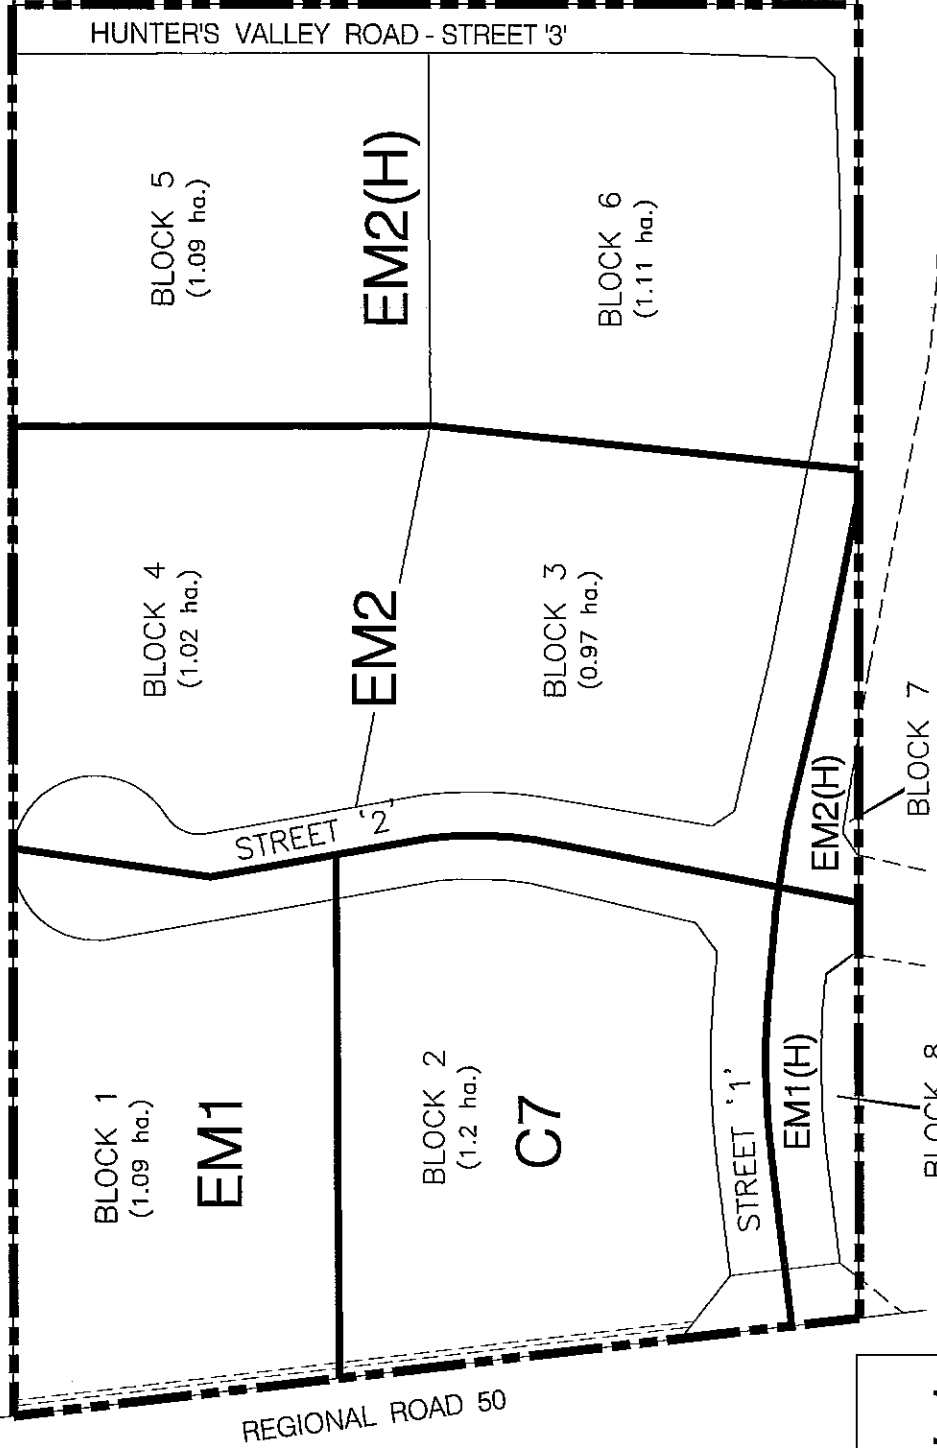 HUNTER'S VALLEY ROAD - STREET '3'
BLOCK 5
(1.09 ha.)
EM2(H)
BLOCK 6
(1.11 ha.)
BLOCK 4
(1.02 ha.)
EM2
BLOCK 3
(0.97 ha.)
STREET '2'
EM2(H)
BLOCK 7
BLOCK 1
(1.09 ha.)
EM1
BLOCK 2
(1.2 ha.)
C7
STREET '1'
EM1(H)
BLOCK 8
REGIONAL ROAD 50